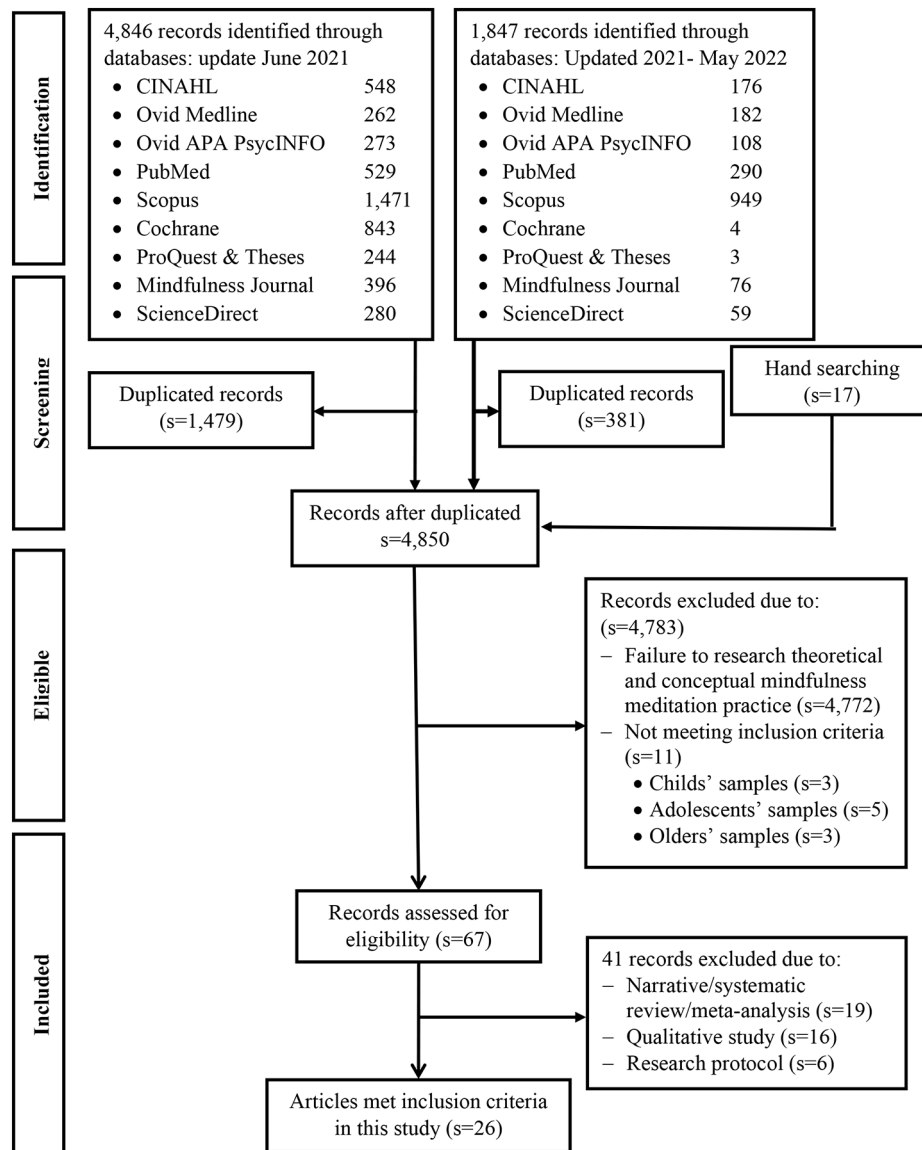 Identification
4,846 records identified through
databases: update June 2021
• CINAHL 548
• Ovid Medline 262
• Ovid APA PsycINFO 273
• PubMed 529
• Scopus 1,471
• Cochrane 843
• ProQuest & Theses 244
• Mindfulness Journal 396
• ScienceDirect 280
1,847 records identified through
databases: Updated 2021- May 2022
• CINAHL 176
• Ovid Medline 182
• Ovid APA PsycINFO 108
• PubMed 290
• Scopus 949
• Cochrane 4
• ProQuest & Theses 3
• Mindfulness Journal 76
• ScienceDirect 59
Screening
Duplicated records
(s=1,479)
Duplicated records
(s=381)
Hand searching
(s=17)
Records after duplicated
s=4,850
Eligible
Records excluded due to:
(s=4,783)
– Failure to research theoretical
and conceptual mindfulness
meditation practice (s=4,772)
– Not meeting inclusion criteria
(s=11)
• Childs’ samples (s=3)
• Adolescents’ samples (s=5)
• Olders’ samples (s=3)
Included
Records assessed for
eligibility (s=67)
41 records excluded due to:
– Narrative/systematic
review/meta-analysis (s=19)
– Qualitative study (s=16)
– Research protocol (s=6)
Articles met inclusion criteria
in this study (s=26)